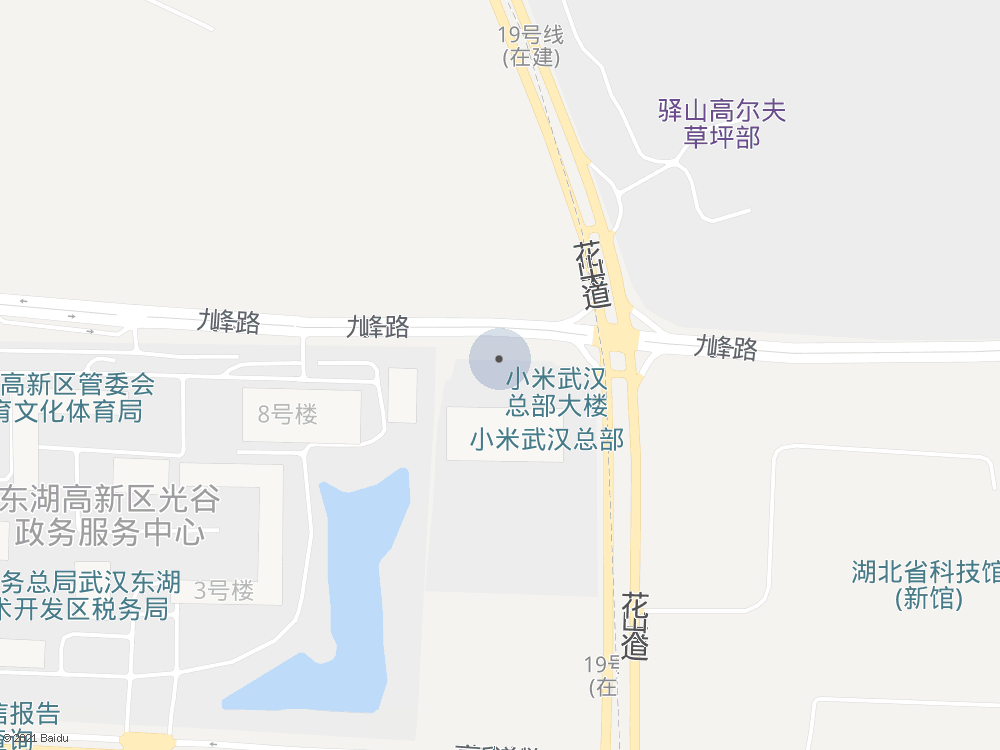 19号线
(在建)
驿山高尔夫
草坪部
花山大道
九峰路
九峰路
九峰路
小米武汉
总部大楼
高新区管委会
育文化体育局
8号楼
小米武汉总部
东湖高新区光谷
政务服务中心
务总局武汉东湖
术开发区税务局
3号楼
湖北省科技馆
(新馆)
花山大道
19号
(在
信报告
查询
© 2021 Baidu